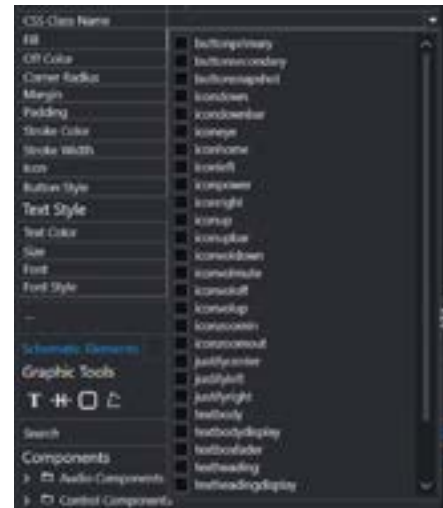 CSS Class Name
Fill
Off Color
Corner Radius
Margin
Padding
Stroke Color
Stroke Width
Icon
Button Style
Text Style
Text Color
Size
Font
Font Style
...
Schematic Elements
Graphic Tools
Search
Components
Audio Components
Control Components
buttonprimary
buttonsecondary
buttonsnapshot
icondown
icondownbar
iconeye
iconhome
iconleft
iconpower
iconright
iconup
iconupbar
iconvoldown
iconvolmute
iconvoloff
iconvolup
iconzoomin
iconzoomout
justifycenter
justifyleft
justifyright
textbody
textbodydisplay
textboxfader
textheading
textheadingdisplay